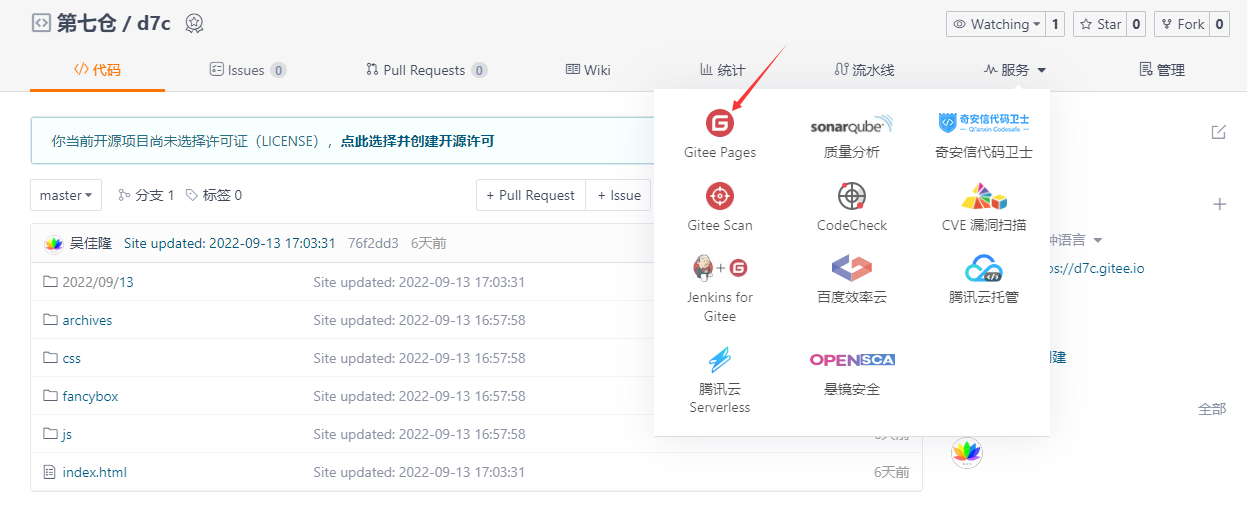 第七仓 / d7c
Watching 1
Star 0
Fork 0
代码
Issues 0
Pull Requests 0
Wiki
统计
流水线
服务
管理
你当前开源项目尚未选择许可证（LICENSE），点此选择并创建开源许可
master
分支 1
标签 0
+ Pull Request
+ Issue
吴佳隆 Site updated: 2022-09-13 17:03:31 76f2dd3 6天前
2022/09/13 Site updated: 2022-09-13 17:03:31
archives Site updated: 2022-09-13 16:57:58
css Site updated: 2022-09-13 16:57:58
fancybox Site updated: 2022-09-13 16:57:58
js Site updated: 2022-09-13 16:57:58 6天前
index.html Site updated: 2022-09-13 17:03:31 6天前
Gitee Pages
sonarqube
质量分析
奇安信代码卫士
Qi'anxin Codesafe
奇安信代码卫士
Gitee Scan
CodeCheck
CVE 漏洞扫描
Jenkins for
Gitee
百度效率云
腾讯云托管
腾讯云
Serverless
OPENSCA
悬镜安全
种语言
ps://d7c.gitee.io
创建
全部